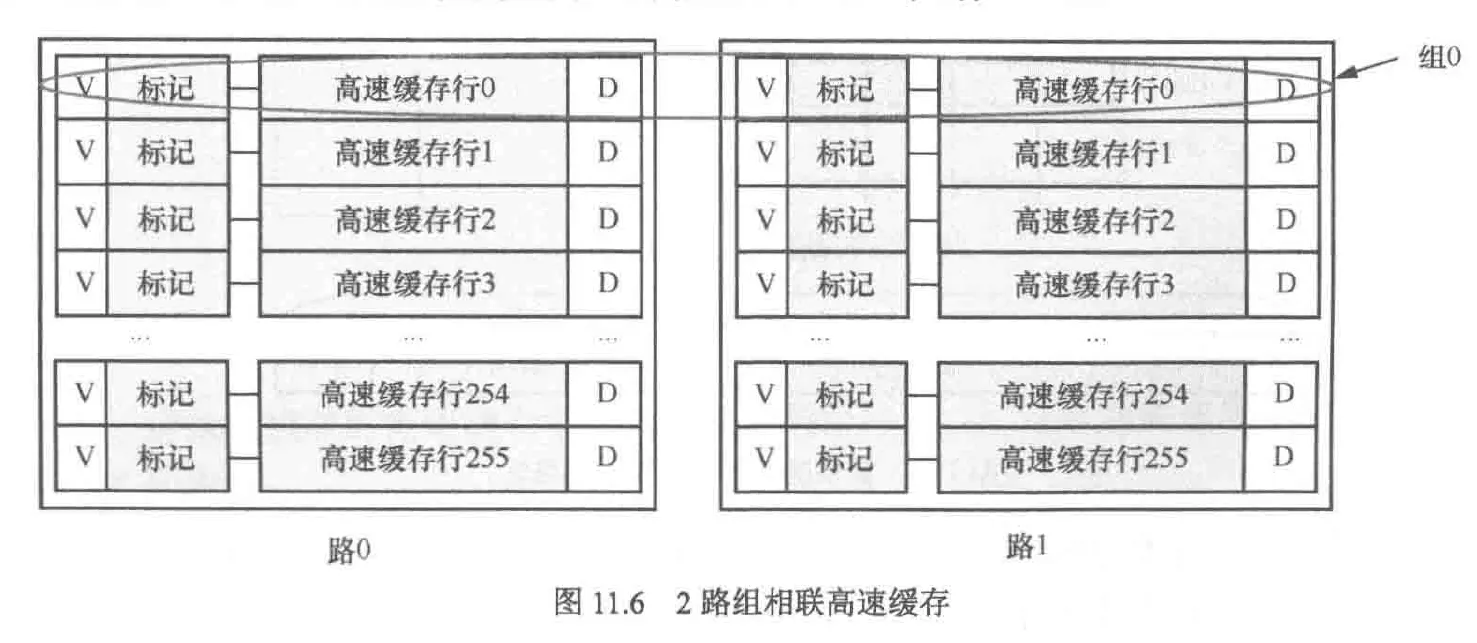 组0
V 标记 高速缓存行0 D V 标记 高速缓存行0 D
V 标记 高速缓存行1 D V 标记 高速缓存行1 D
V 标记 高速缓存行2 D V 标记 高速缓存行2 D
V 标记 高速缓存行3 D V 标记 高速缓存行3 D
... ... ... ... ... ...
V 标记 高速缓存行254 D V 标记 高速缓存行254 D
V 标记 高速缓存行255 D V 标记 高速缓存行255 D
路0 路1
图 11.6 2 路组相联高速缓存